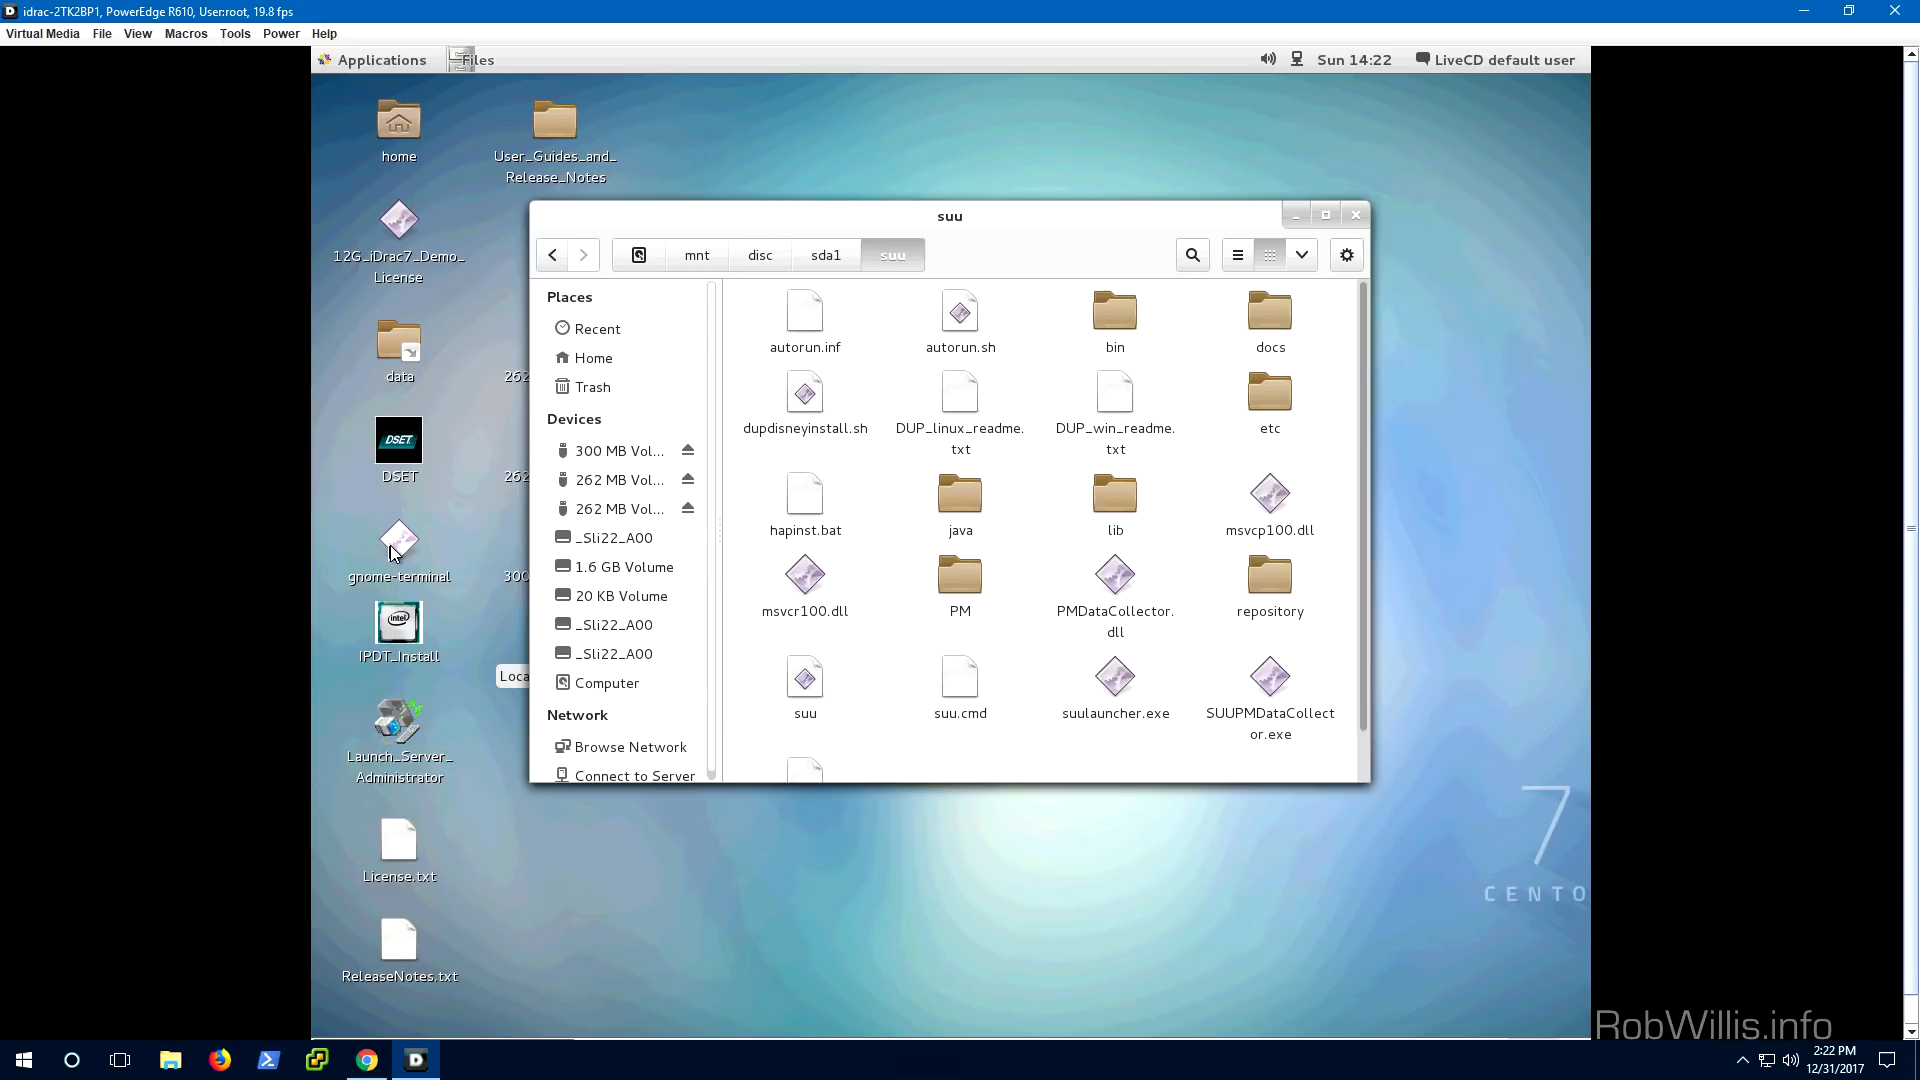 idrac-2TK2BP1, PowerEdge R610, User:root, 19.8 fps
Virtual Media File View Macros Tools Power Help
Applications Files Sun 14:22 LiveCD default user
home
User_Guides_and_
Release_Notes
12G_iDrac7_Demo_
License
data
262
DSET
DSET
262
gnome-terminal
300
intel
IPDT_Install
Loca
Launch_Server_
Administrator
License.txt
ReleaseNotes.txt
suu
mnt disc sda1 suu
Places
Recent
Home
Trash
Devices
300 MB Vol...
262 MB Vol...
262 MB Vol...
_Sli22_A00
1.6 GB Volume
20 KB Volume
_Sli22_A00
_Sli22_A00
Computer
Network
Browse Network
Connect to Server
autorun.inf autorun.sh bin docs
dupdisneyinstall.sh DUP_linux_readme. DUP_win_readme. etc
txt txt
hapinst.bat java lib msvcp100.dll
msvcr100.dll PM PMDataCollector. repository
dll
suu suu.cmd suulauncher.exe SUUPMDataCollect
or.exe
7
CENTO
RobWillis.info
2:22 PM
12/31/2017